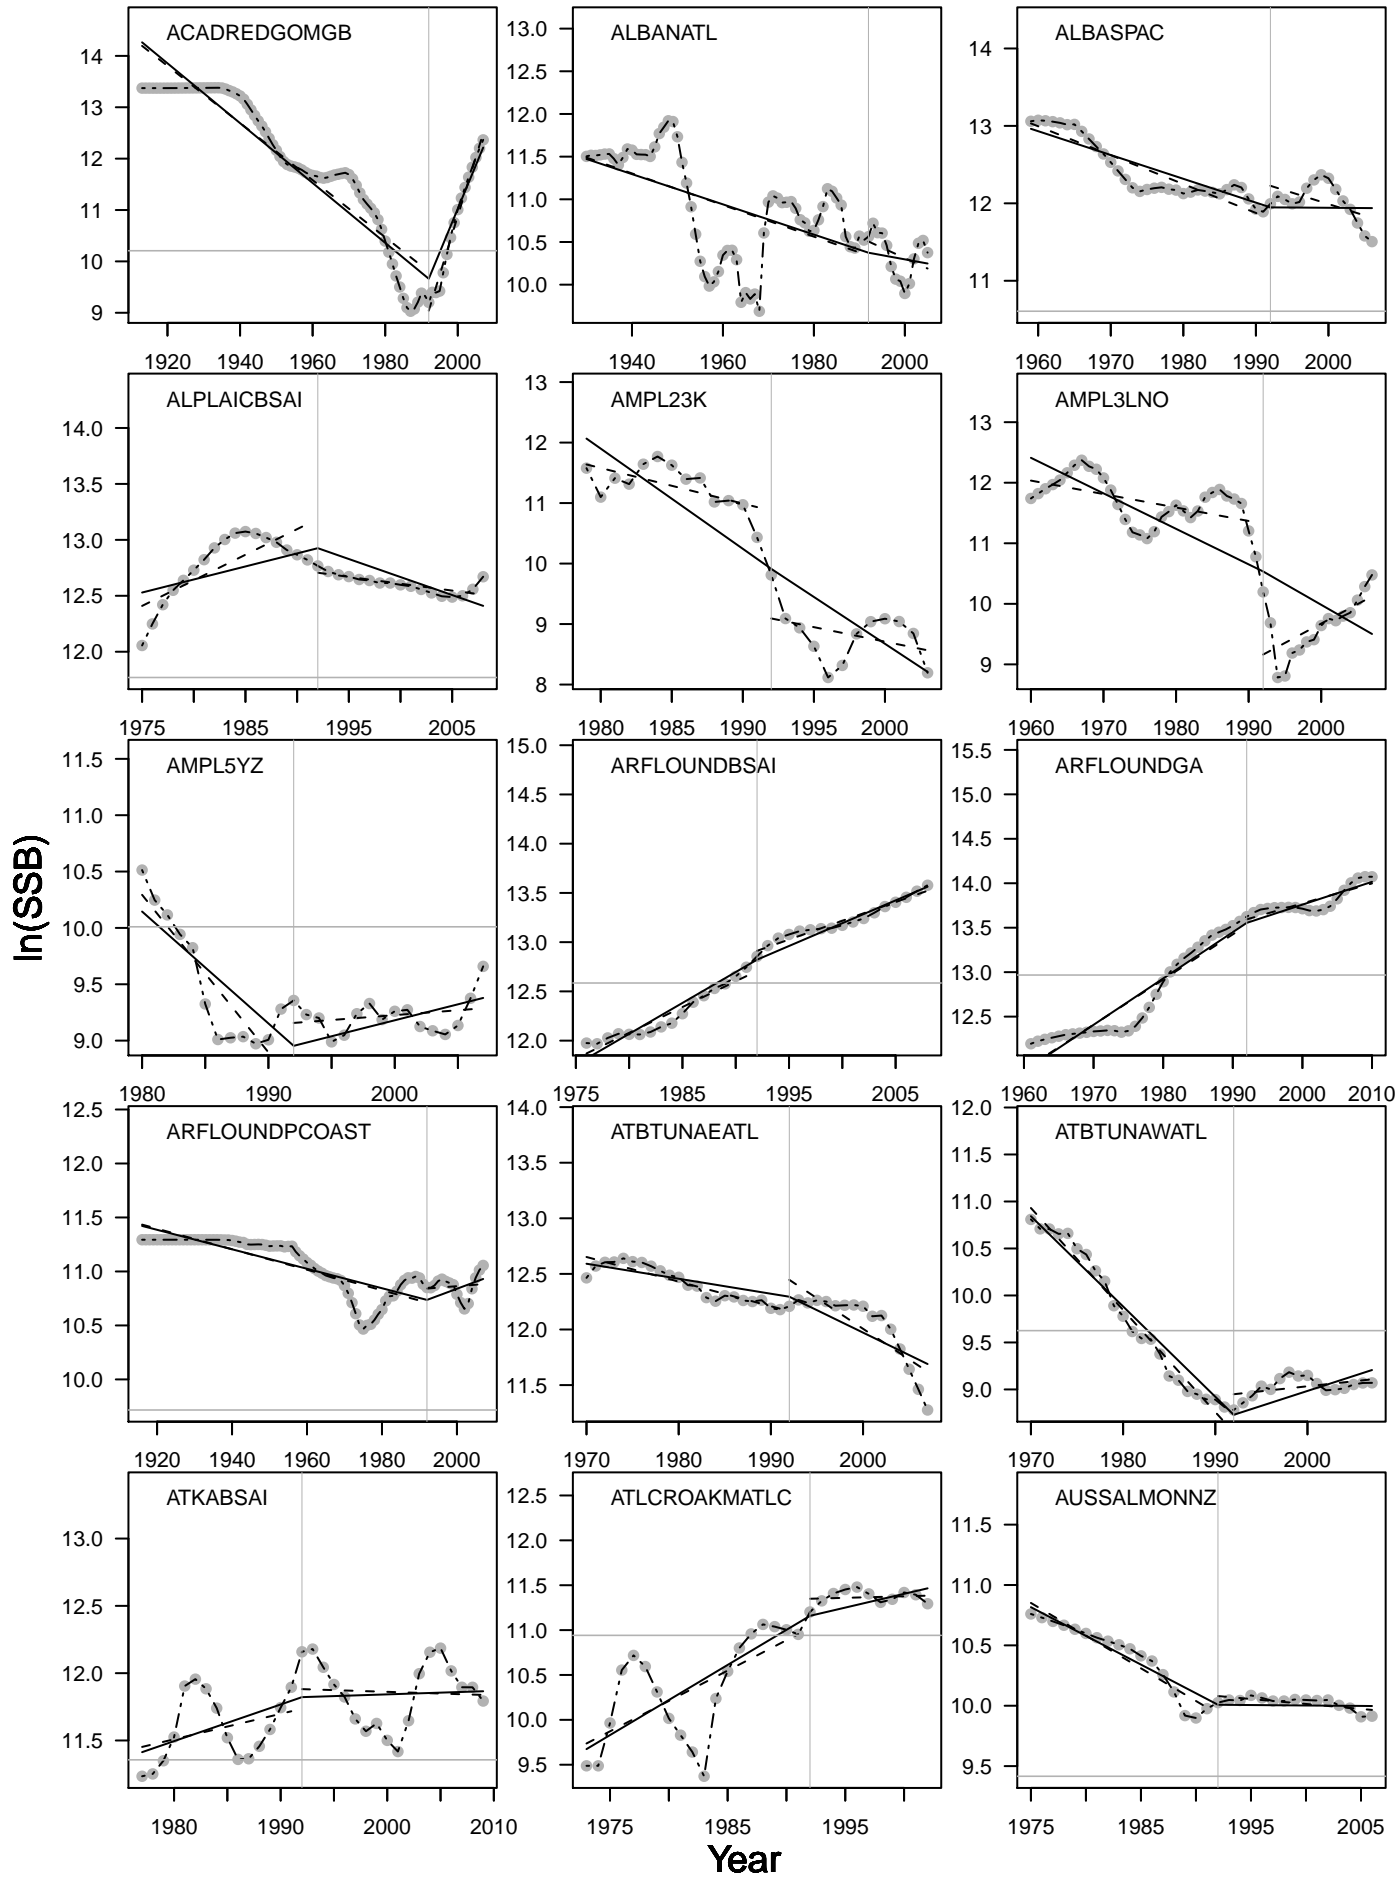 ACADREDGOMGB
14
13
12
11
10
9
1920 1940 1960 1980 2000
ALBANATL
13.0
12.5
12.0
11.5
11.0
10.5
10.0
1940 1960 1980 2000
ALBASPAC
14
13
12
11
1960 1970 1980 1990 2000
ALPLAICBSAI
14.0
13.5
13.0
12.5
12.0
1975 1985 1995 2005
AMPL23K
13
12
11
10
9
8
1980 1985 1990 1995 2000
AMPL3LNO
13
12
11
10
9
1960 1970 1980 1990 2000
ln(SSB)
AMPL5YZ
11.5
11.0
10.5
10.0
9.5
9.0
1980 1990 2000
ARFLOUNDBSAI
15.0
14.5
14.0
13.5
13.0
12.5
12.0
1975 1985 1995 2005
ARFLOUNDGA
15.5
15.0
14.5
14.0
13.5
13.0
12.5
1960 1970 1980 1990 2000 2010
ARFLOUNDPCOAST
12.5
12.0
11.5
11.0
10.5
10.0
1920 1940 1960 1980 2000
ATBTUNAEATL
14.0
13.5
13.0
12.5
12.0
11.5
1970 1980 1990 2000
ATBTUNAWATL
12.0
11.5
11.0
10.5
10.0
9.5
9.0
1970 1980 1990 2000
ATKABSAI
13.0
12.5
12.0
11.5
1980 1990 2000 2010
ATLCROAKMATLC
12.5
12.0
11.5
11.0
10.5
10.0
9.5
1975 1985 1995
AUSSALMONNZ
11.5
11.0
10.5
10.0
9.5
1975 1985 1995 2005
Year